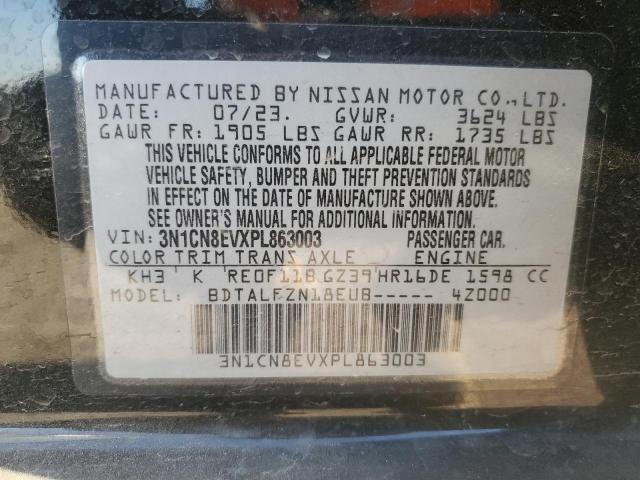 MANUFACTURED BY NISSAN MOTOR CO., LTD.
DATE: 07/23. GVWR: 3624 LBS
GAWR FR: 1905 LBS GAWR RR: 1735 LBS
THIS VEHICLE CONFORMS TO ALL APPLICABLE FEDERAL MOTOR
VEHICLE SAFETY, BUMPER AND THEFT PREVENTION STANDARDS
IN EFFECT ON THE DATE OF MANUFACTURE SHOWN ABOVE.
SEE OWNER'S MANUAL FOR ADDITIONAL INFORMATION.
VIN: 3N1CN8EVXPL863003 PASSENGER CAR.
COLOR TRIM TRANS AXLE ENGINE
KH3 K RE0F11B GZ39 HR16DE 1598 CC
MODEL: BDTALFZN18EUB----- 4Z000
3N1CN8EVXPL863003